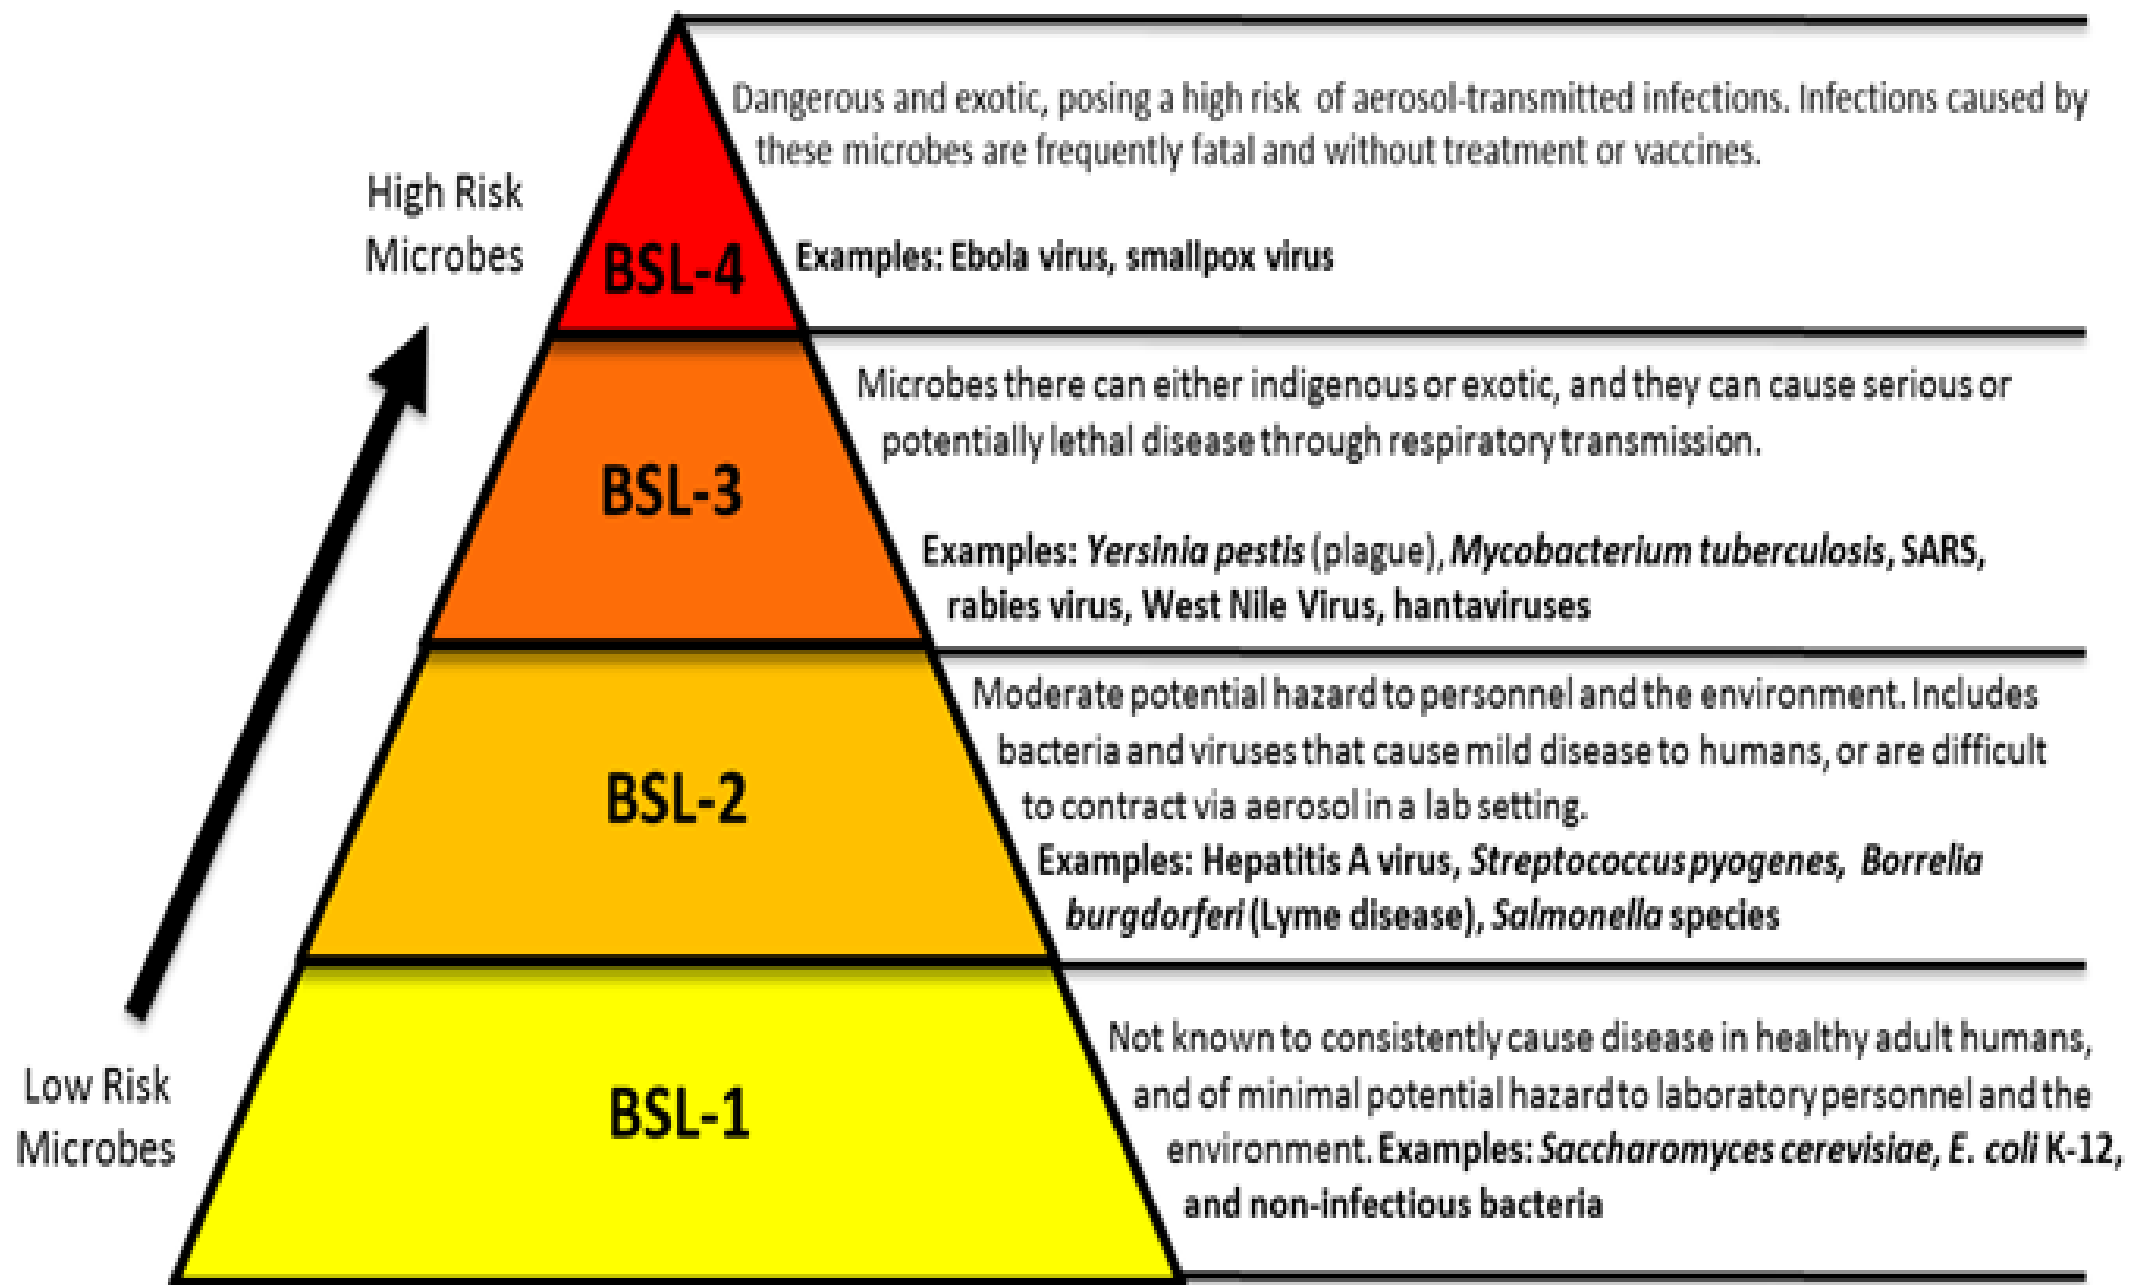 Dangerous and exotic, posing a high risk of aerosol-transmitted infections. Infections caused by
these microbes are frequently fatal and without treatment or vaccines.
High Risk
Microbes
BSL-4
Examples: Ebola virus, smallpox virus
Microbes there can either indigenous or exotic, and they can cause serious or
potentially lethal disease through respiratory transmission.
BSL-3
Examples: Yersinia pestis (plague), Mycobacterium tuberculosis, SARS,
rabies virus, West Nile Virus, hantaviruses
Moderate potential hazard to personnel and the environment. Includes
bacteria and viruses that cause mild disease to humans, or are difficult
to contract via aerosol in a lab setting.
BSL-2
Examples: Hepatitis A virus, Streptococcus pyogenes, Borrelia
burgdorferi (Lyme disease), Salmonella species
Not known to consistently cause disease in healthy adult humans,
and of minimal potential hazard to laboratory personnel and the
environment. Examples: Saccharomyces cerevisiae, E. coli K-12,
and non-infectious bacteria
BSL-1
Low Risk
Microbes